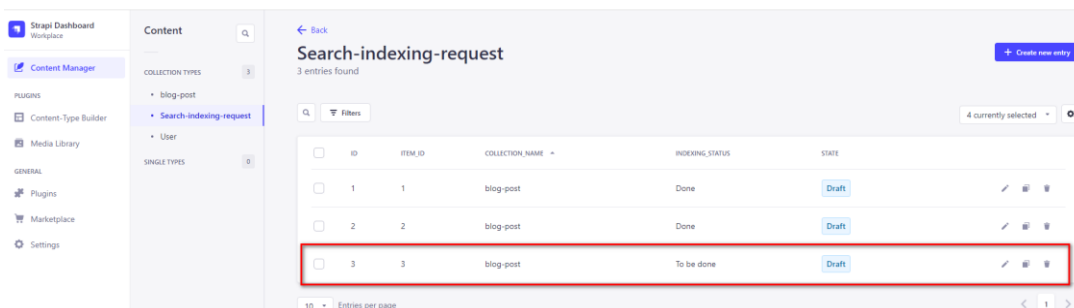 Strapi Dashboard
Workplace
Content Manager
PLUGINS
Content-Type Builder
Media Library
GENERAL
Plugins
Marketplace
Settings
Content
COLLECTION TYPES 3
blog-post
Search-indexing-request
User
SINGLE TYPES 0
Back
Search-indexing-request
3 entries found
+ Create new entry
Filters
4 currently selected
ID ITEM_ID COLLECTION_NAME INDEXING_STATUS STATE
1 1 blog-post Done Draft
2 2 blog-post Done Draft
3 3 blog-post To be done Draft
10 Entries per page
1